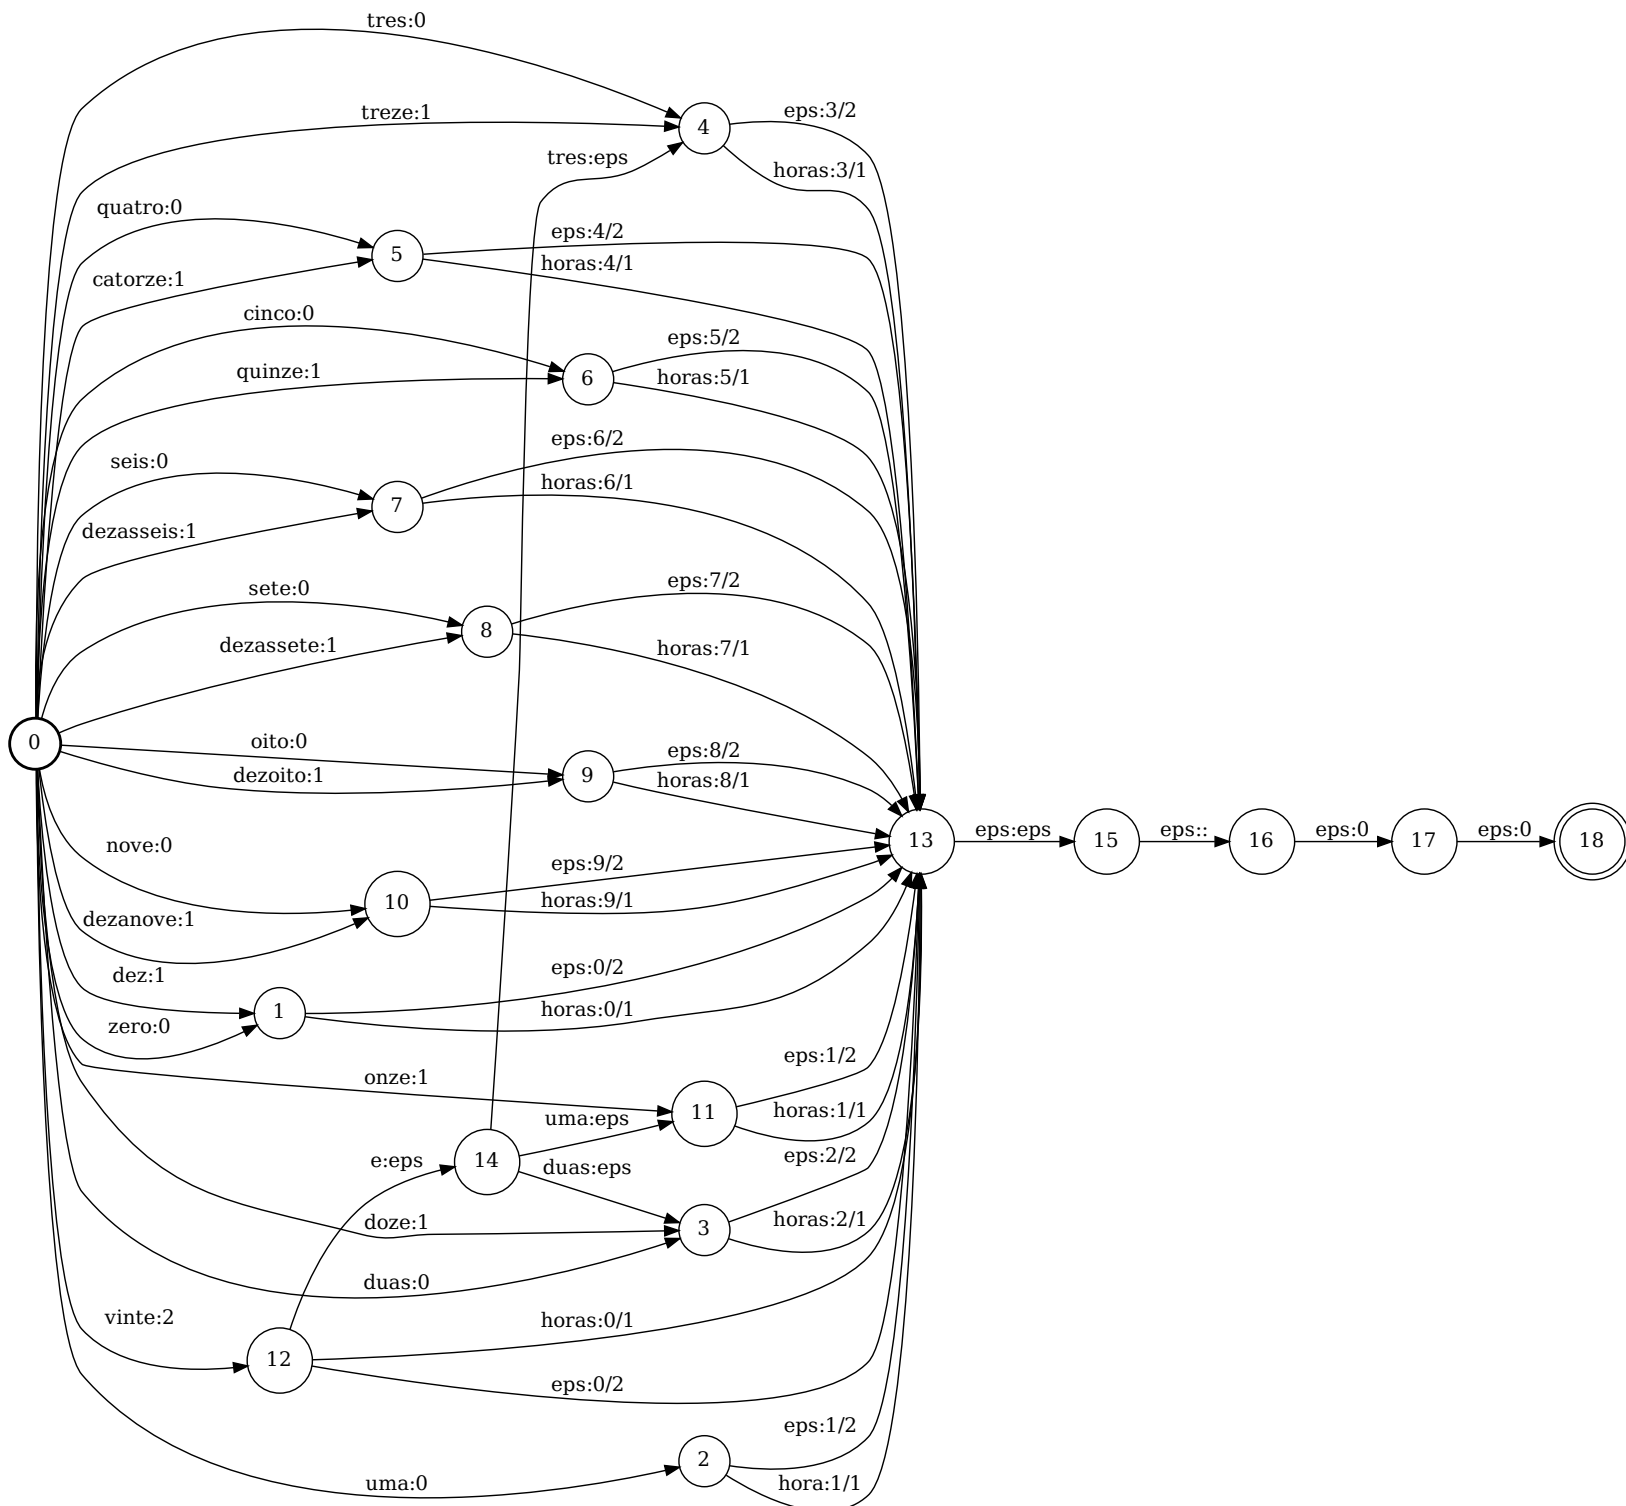 tres:0
treze:1
4
eps:3/2
tres:eps
horas:3/1
quatro:0
5
eps:4/2
catorze:1
horas:4/1
cinco:0
eps:5/2
quinze:1
6
horas:5/1
seis:0
eps:6/2
dezasseis:1
7
horas:6/1
sete:0
eps:7/2
dezassete:1
8
horas:7/1
0
oito:0
eps:8/2
dezoito:1
9
horas:8/1
13
eps:eps
15
eps::
16
eps:0
17
eps:0
18
nove:0
eps:9/2
dezanove:1
10
horas:9/1
dez:1
eps:0/2
zero:0
1
horas:0/1
onze:1
eps:1/2
uma:eps
11
horas:1/1
e:eps
14
duas:eps
eps:2/2
doze:1
3
horas:2/1
duas:0
vinte:2
12
horas:0/1
eps:0/2
eps:1/2
uma:0
2
hora:1/1